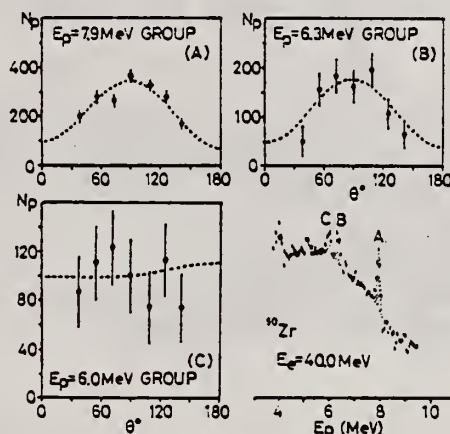 Np
Ep=7.9MeV GROUP
(A)
400
200
0
0 60 120 180
θ°
Np
Ep=6.3MeV GROUP
(B)
200
100
0
0 60 120 180
θ°
Np
120
80
40
0
(C)
Ep=6.0MeV GROUP
0 60 120 180
θ°
C B
A
⁹⁰Zr
Ee=40.0MeV
4 6 8 10
Ep (MeV)